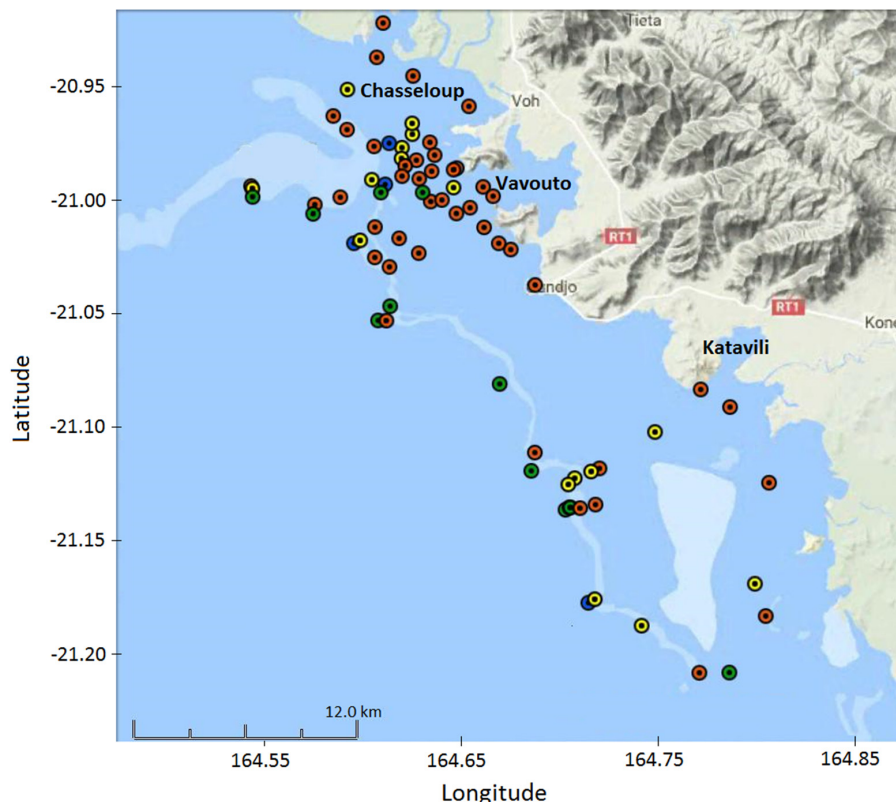 Tieta
-20.95
Chasseloup
Voh
Vavouto
-21.00
RT1
-21.05
RT1
Kone
Katavili
Latitude
-21.10
-21.15
-21.20
12.0 km
164.55
164.65
164.75
164.85
Longitude